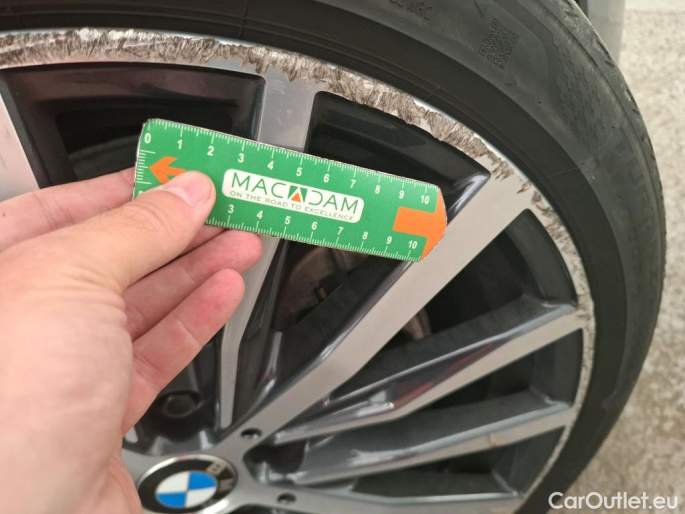 0 1 2 3 4 5 6 7 8 9 10
MACADAM
ON THE ROAD TO EXCELLENCE
3 4 5 6 7 8 9 10
CarOutlet.eu